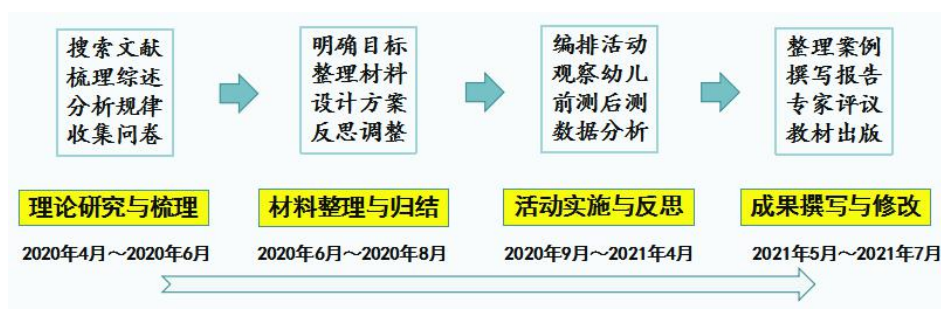 搜索文献
梳理综述
分析规律
收集问卷
明确目标
整理材料
设计方案
反思调整
编排活动
观察幼儿
前测后测
数据分析
整理案例
撰写报告
专家评议
教材出版
理论研究与梳理
材料整理与归结
活动实施与反思
成果撰写与修改
2020年4月～2020年6月
2020年6月～2020年8月
2020年9月～2021年4月
2021年5月～2021年7月